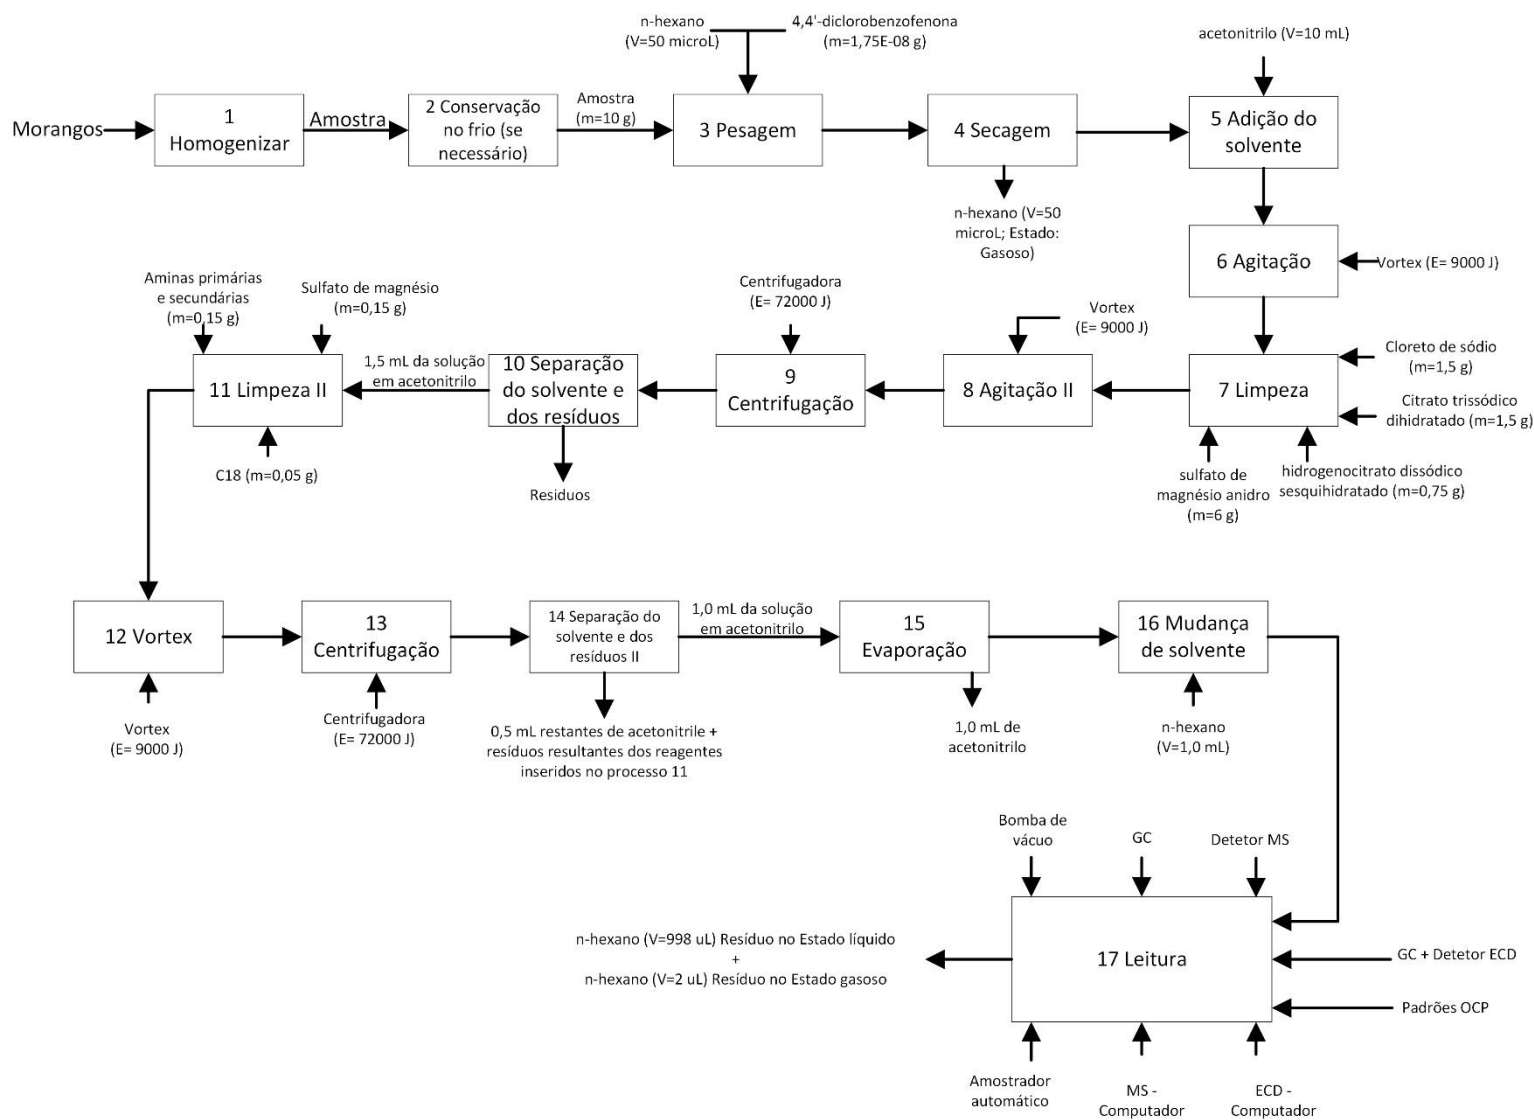 n-hexano
(V=50 microL)
4,4'-diclorobenzofenona
(m=1,75E-08 g)
acetonitrilo (V=10 mL)
Morangos
1
Homogenizar
Amostra
2 Conservação
no frio (se
necessário)
Amostra
(m=10 g)
3 Pesagem
4 Secagem
5 Adição do
solvente
n-hexano (V=50
microL; Estado:
Gasoso)
6 Agitação
Vortex (E= 9000 J)
Aminas primárias
e secundárias
(m=0,15 g)
Sulfato de magnésio
(m=0,15 g)
Centrifugadora
(E= 72000 J)
Vortex
(E= 9000 J)
11 Limpeza II
1,5 mL da solução
em acetonitrilo
10 Separação
do solvente e
dos resíduos
9
Centrifugação
8 Agitação II
7 Limpeza
Cloreto de sódio
(m=1,5 g)
Citrato trissódico
dihidratado (m=1,5 g)
C18 (m=0,05 g)
Residuos
sulfato de
magnésio anidro
(m=6 g)
hidrogenocitrato dissódico
sesquihidratado (m=0,75 g)
12 Vortex
13
Centrifugação
14 Separação do
solvente e dos
resíduos II
1,0 mL da solução
em acetonitrilo
15
Evaporação
16 Mudança
de solvente
Vortex
(E= 9000 J)
Centrifugadora
(E= 72000 J)
0,5 mL restantes de acetonitrile +
resíduos resultantes dos reagentes
inseridos no processo 11
1,0 mL de
acetonitrilo
n-hexano
(V=1,0 mL)
Bomba de
vácuo
GC
Detetor MS
n-hexano (V=998 uL) Resíduo no Estado líquido
+
n-hexano (V=2 uL) Resíduo no Estado gasoso
17 Leitura
GC + Detetor ECD
Padrões OCP
Amostrador
automático
MS -
Computador
ECD -
Computador